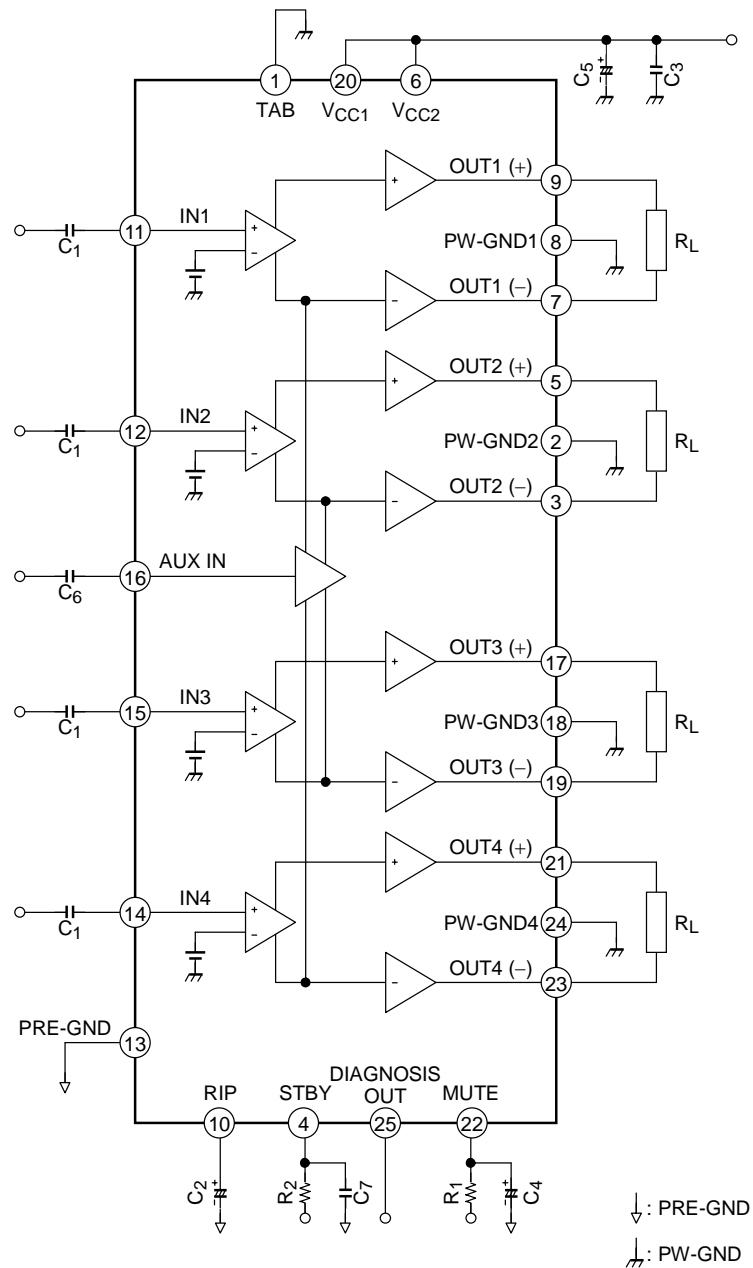 1 20 6
TAB VCC1 VCC2
C5 - +
C3
OUT1 (+) 9
11 IN1 + -
C1
+
PW-GND1 8
RL
OUT1 (−) 7
-
OUT2 (+) 5
12 IN2 + -
C1
+
PW-GND2 2
RL
OUT2 (−) 3
-
16 AUX IN
C6
OUT3 (+) 17
15 IN3 + -
C1
+
PW-GND3 18
RL
OUT3 (−) 19
-
OUT4 (+) 21
14 IN4 + -
C1
+
PW-GND4 24
RL
OUT4 (−) 23
-
PRE-GND 13
RIP STBY DIAGNOSIS OUT MUTE
10 4 25 22
C2 - + R2 C7 R1 C4 - +
: PRE-GND
: PW-GND